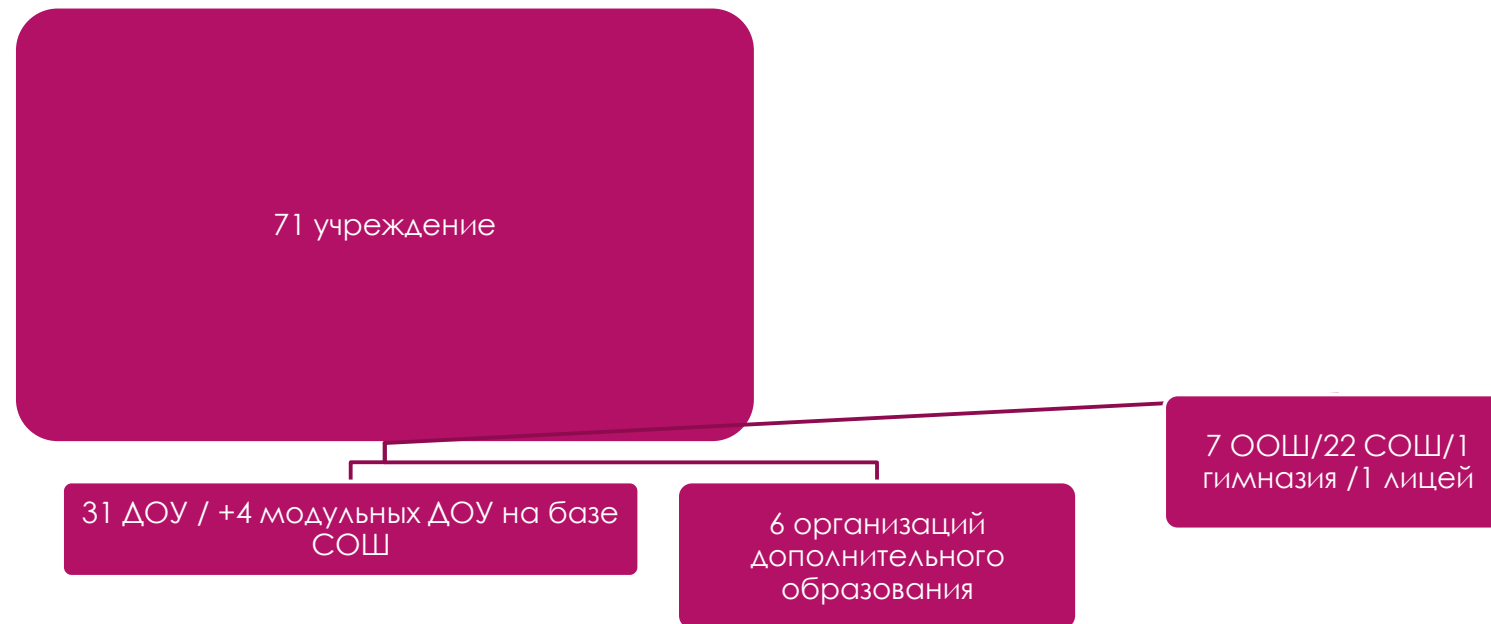 71 учреждение
31 ДОУ / +4 модульных ДОУ на базе
СОШ
6 организаций
дополнительного
образования
7 ООШ/22 СОШ/1
гимназия /1 лицей